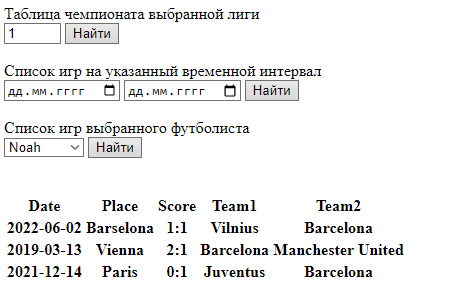 Таблица чемпионата выбранной лиги
1 Найти
Список игр на указанный временной интервал
дд.мм.гггг дд.мм.гггг Найти
Список игр выбранного футболиста
Noah Найти
Date Place Score Team1 Team2
2022-06-02 Barselona 1:1 Vilnius Barcelona
2019-03-13 Vienna 2:1 Barcelona Manchester United
2021-12-14 Paris 0:1 Juventus Barcelona